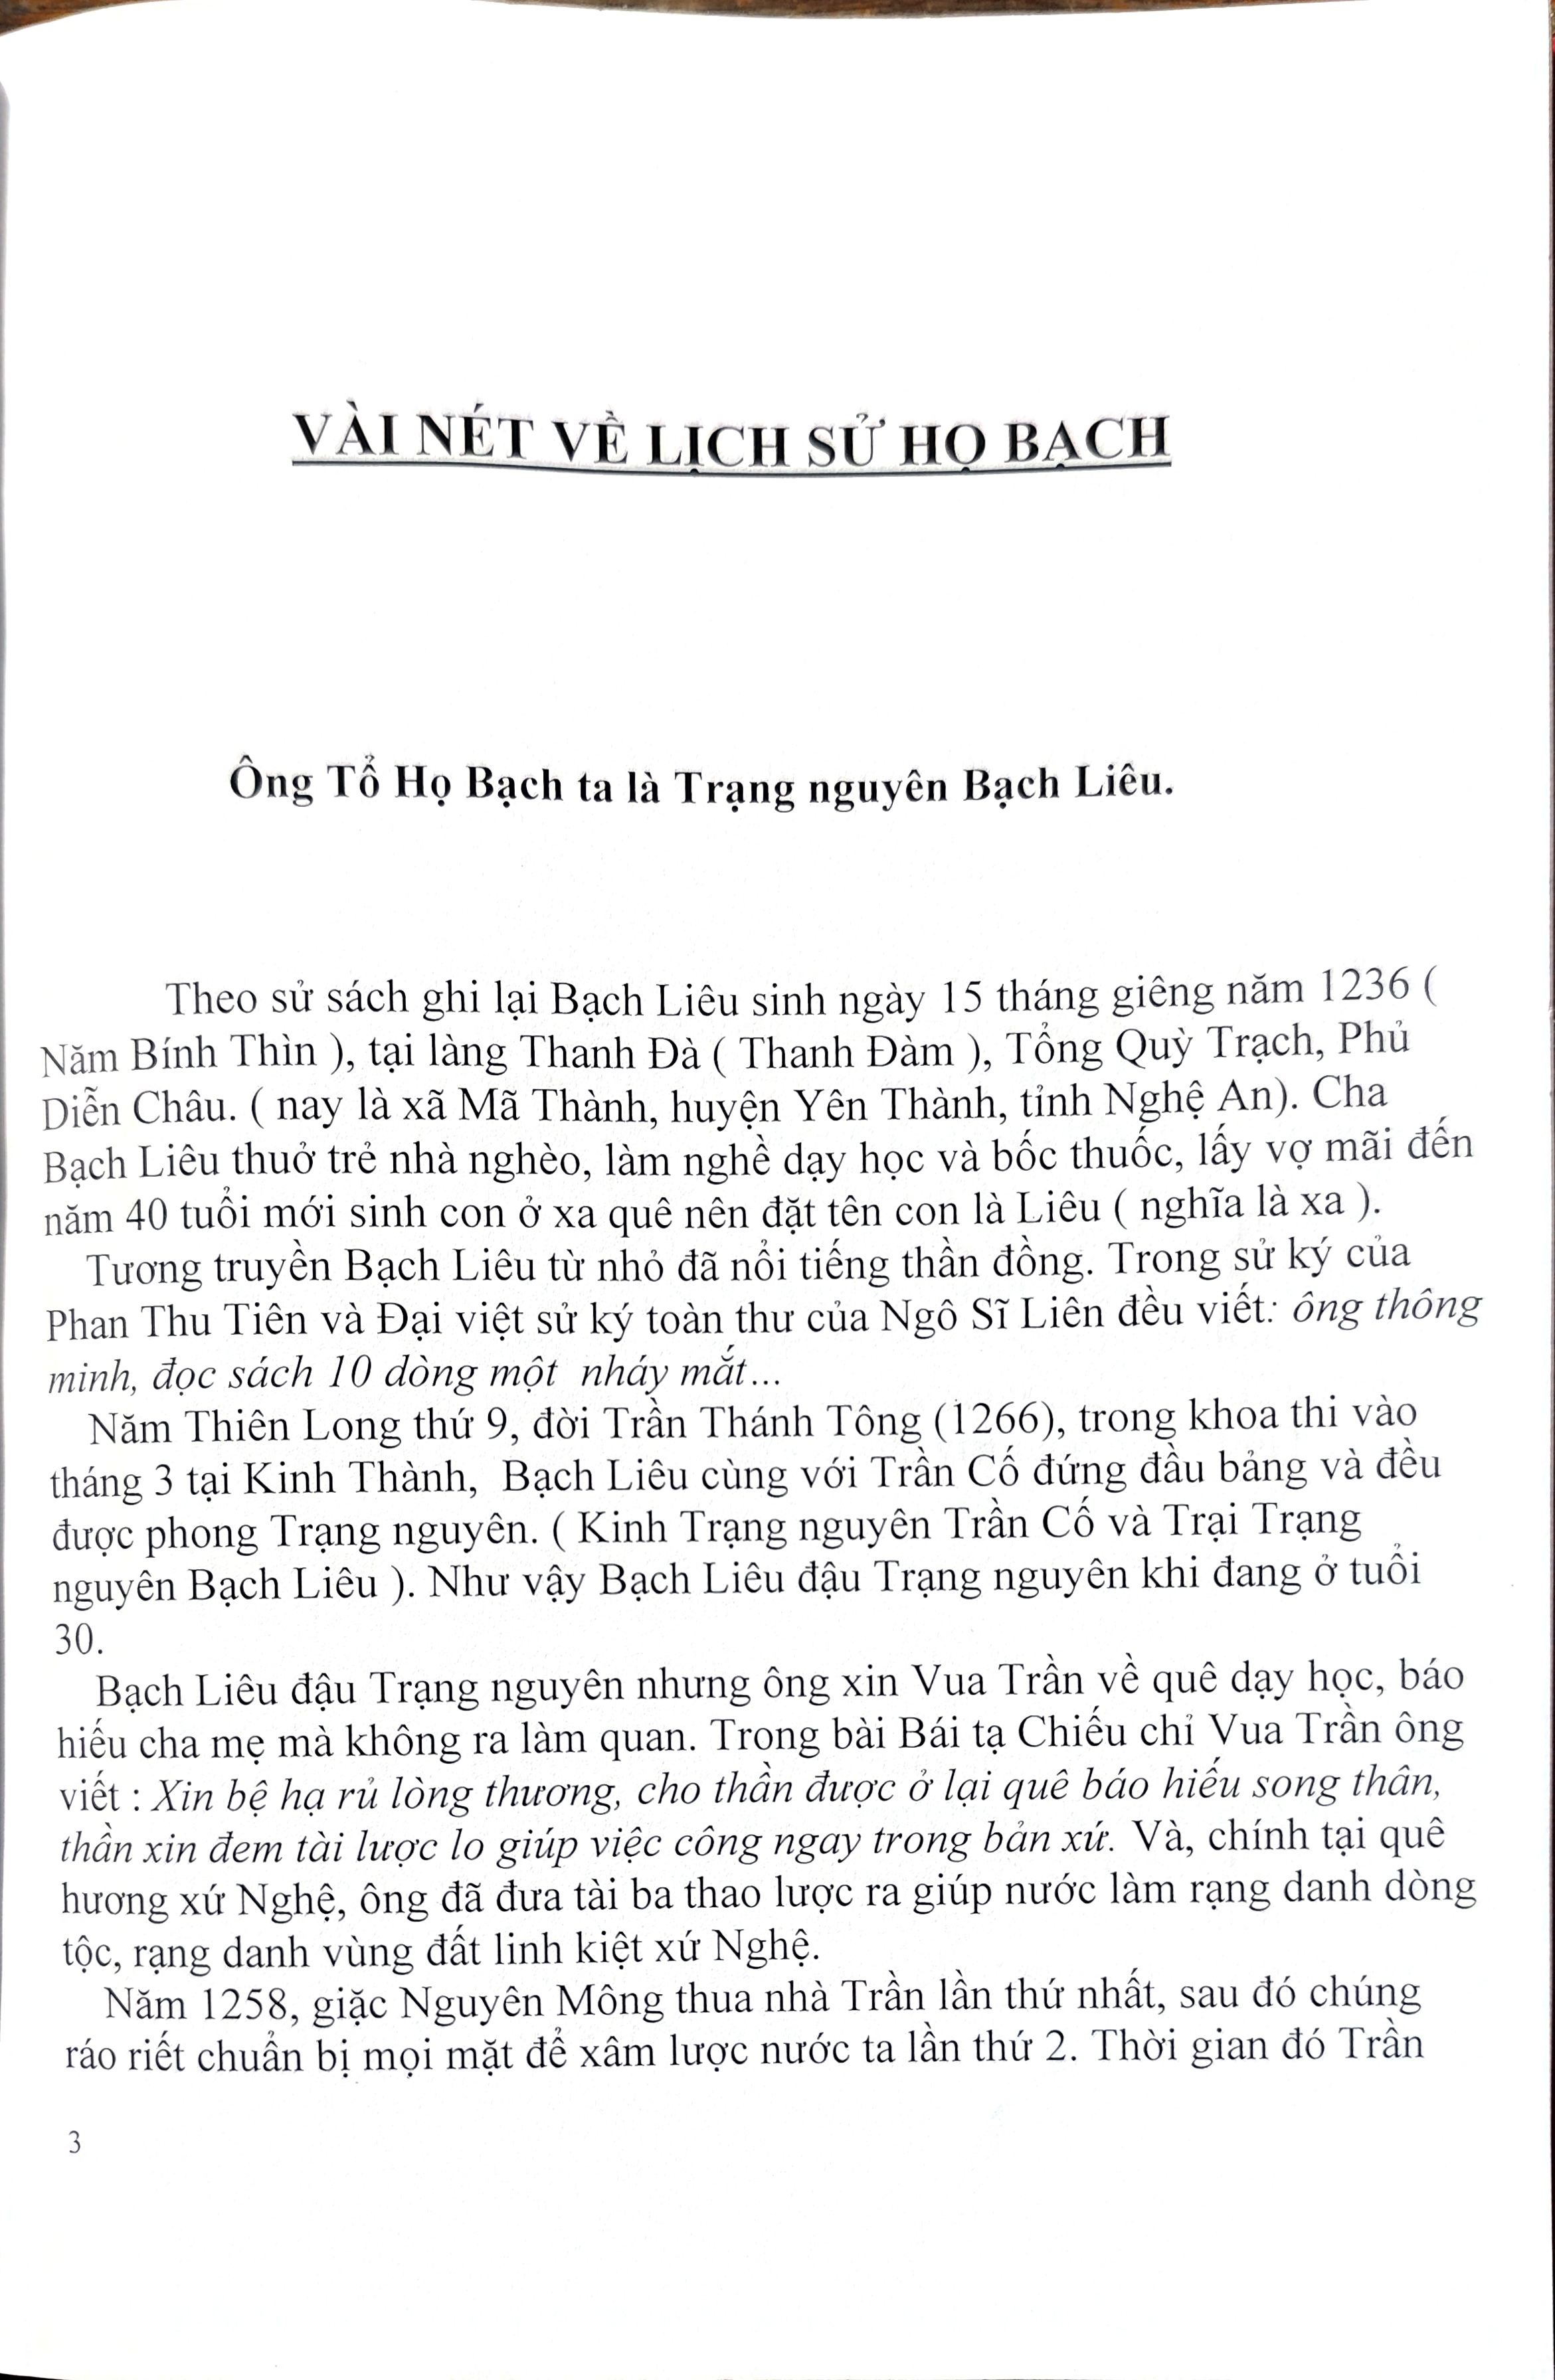 VÀI NÉT VỀ LỊCH SỬ HỌ BẠCH
Ông Tổ Họ Bạch ta là Trạng nguyên Bạch Liêu.
Theo sử sách ghi lại Bạch Liêu sinh ngày 15 tháng giêng năm 1236 (
Năm Bính Thìn ), tại làng Thanh Đà ( Thanh Đàm ), Tổng Quỳ Trạch, Phủ
Diễn Châu. ( nay là xã Mã Thành, huyện Yên Thành, tỉnh Nghệ An). Cha
Bạch Liêu thuở trẻ nhà nghèo, làm nghề dạy học và bốc thuốc, lấy vợ mãi đến
năm 40 tuổi mới sinh con ở xa quê nên đặt tên con là Liêu ( nghĩa là xa ).
Tương truyền Bạch Liêu từ nhỏ đã nổi tiếng thần đồng. Trong sử ký của
Phan Thu Tiên và Đại việt sử ký toàn thư của Ngô Sĩ Liên đều viết: ông thông
minh, đọc sách 10 dòng một nháy mắt...
Năm Thiên Long thứ 9, đời Trần Thánh Tông (1266), trong khoa thi vào
tháng 3 tại Kinh Thành, Bạch Liêu cùng với Trần Cố đứng đầu bảng và đều
được phong Trạng nguyên. ( Kinh Trạng nguyên Trần Cố và Trại Trạng
nguyên Bạch Liêu ). Như vậy Bạch Liêu đậu Trạng nguyên khi đang ở tuổi
30.
Bạch Liêu đậu Trạng nguyên nhưng ông xin Vua Trần về quê dạy học, báo
hiếu cha mẹ mà không ra làm quan. Trong bài Bái tạ Chiếu chỉ Vua Trần ông
viết : Xin bệ hạ rủ lòng thương, cho thần được ở lại quê báo hiếu song thân,
thần xin đem tài lược lo giúp việc công ngay trong bản xứ. Và, chính tại quê
hương xứ Nghệ, ông đã đưa tài ba thao lược ra giúp nước làm rạng danh dòng
tộc, rạng danh vùng đất linh kiệt xứ Nghệ.
Năm 1258, giặc Nguyên Mông thua nhà Trần lần thứ nhất, sau đó chúng
ráo riết chuẩn bị mọi mặt để xâm lược nước ta lần thứ 2. Thời gian đó Trần
3